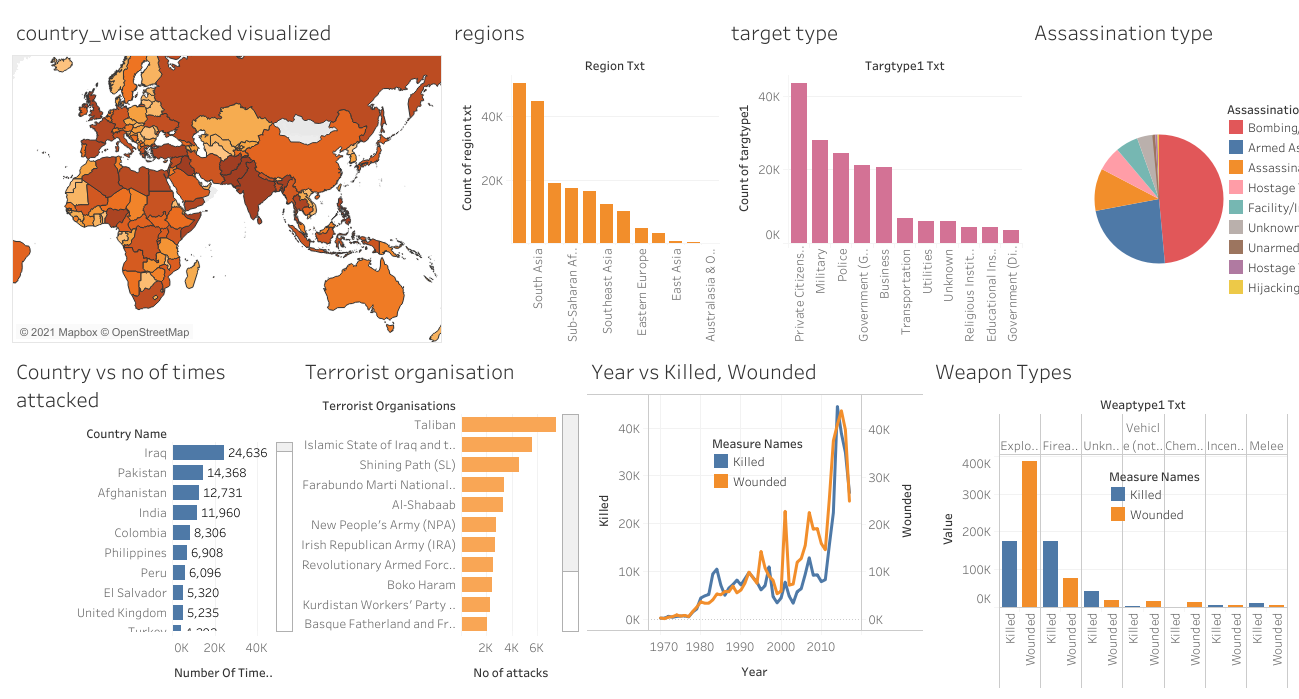 country_wise attacked visualized
© 2021 Mapbox © OpenStreetMap
regions
Region Txt
Count of region txt
40K
20K
South Asia
Sub-Saharan Af..
Southeast Asia
Eastern Europe
East Asia
Australasia & O..
target type
Targtype1 Txt
Count of targtype1
40K
20K
0K
Private Citizens..
Military
Police
Government (G..
Business
Transportation
Utilities
Unknown
Religious Instit..
Educational Ins..
Government (Di..
Assassination type
Assassinatio
Bombing,
Armed As
Assassina
Hostage
Facility/I
Unknown
Unarmed
Hostage
Hijacking
Country vs no of times
attacked
Country Name
Iraq 24,636
Pakistan 14,368
Afghanistan 12,731
India 11,960
Colombia 8,306
Philippines 6,908
Peru 6,096
El Salvador 5,320
United Kingdom 5,235
Turkey
0K 20K 40K
Number Of Time..
Terrorist organisation
Terrorist Organisations
Taliban
Islamic State of Iraq and t..
Shining Path (SL)
Farabundo Marti National..
Al-Shabaab
New People's Army (NPA)
Irish Republican Army (IRA)
Revolutionary Armed Forc..
Boko Haram
Kurdistan Workers' Party ..
Basque Fatherland and Fr..
2K 4K 6K
No of attacks
Year vs Killed, Wounded
Killed
40K
30K
20K
10K
0K
Measure Names
Killed
Wounded
40K
30K
20K
10K
0K
Wounded
1970 1980 1990 2000 2010
Year
Weapon Types
Weaptype1 Txt
Explo.. Firea.. Unkn.. Vehicl
e (not.. Chem.. Incen.. Melee
Value
400K
300K
200K
100K
0K
Measure Names
Killed
Wounded
Killed
Wounded
Killed
Wounded
Killed
Wounded
Killed
Wounded
Killed
Wounded
Killed
Wounded
Killed
Wounded